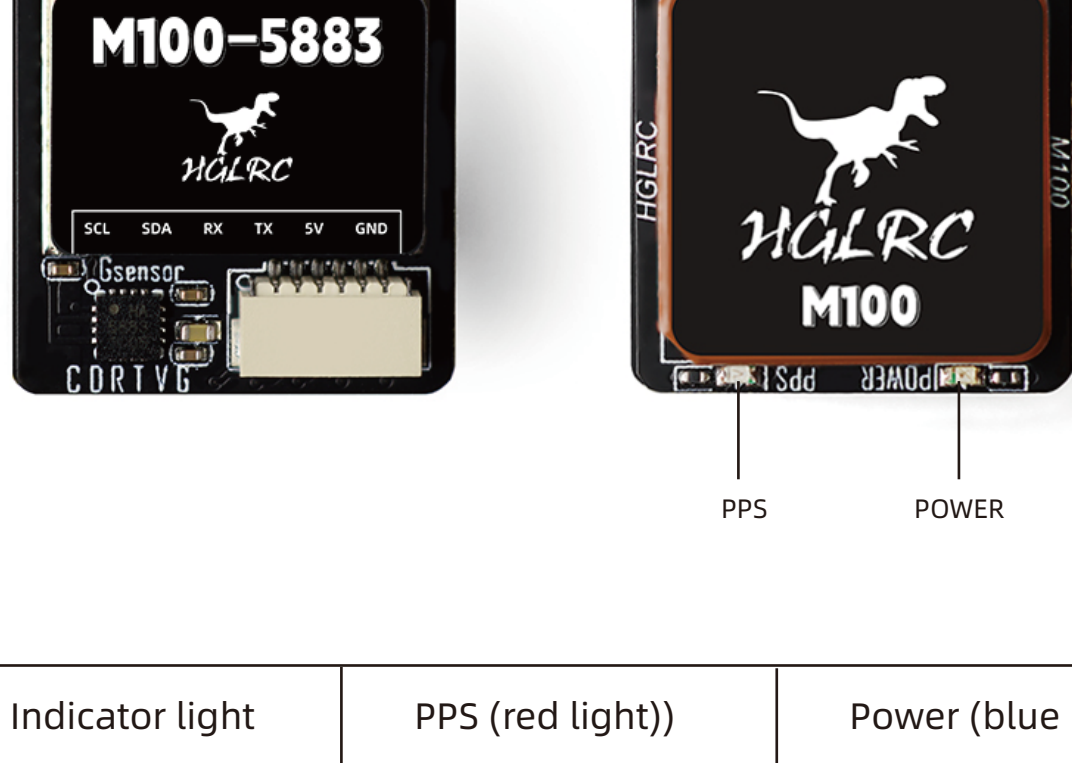 M100-5883
HGLRC
SCL SDA RX TX 5V GND
Gsensor
CDRTVG
HGLRC
M100
HGLRC
M100
PPS
POWER
PPS
POWER
Indicator light
PPS (red light))
Power (blue